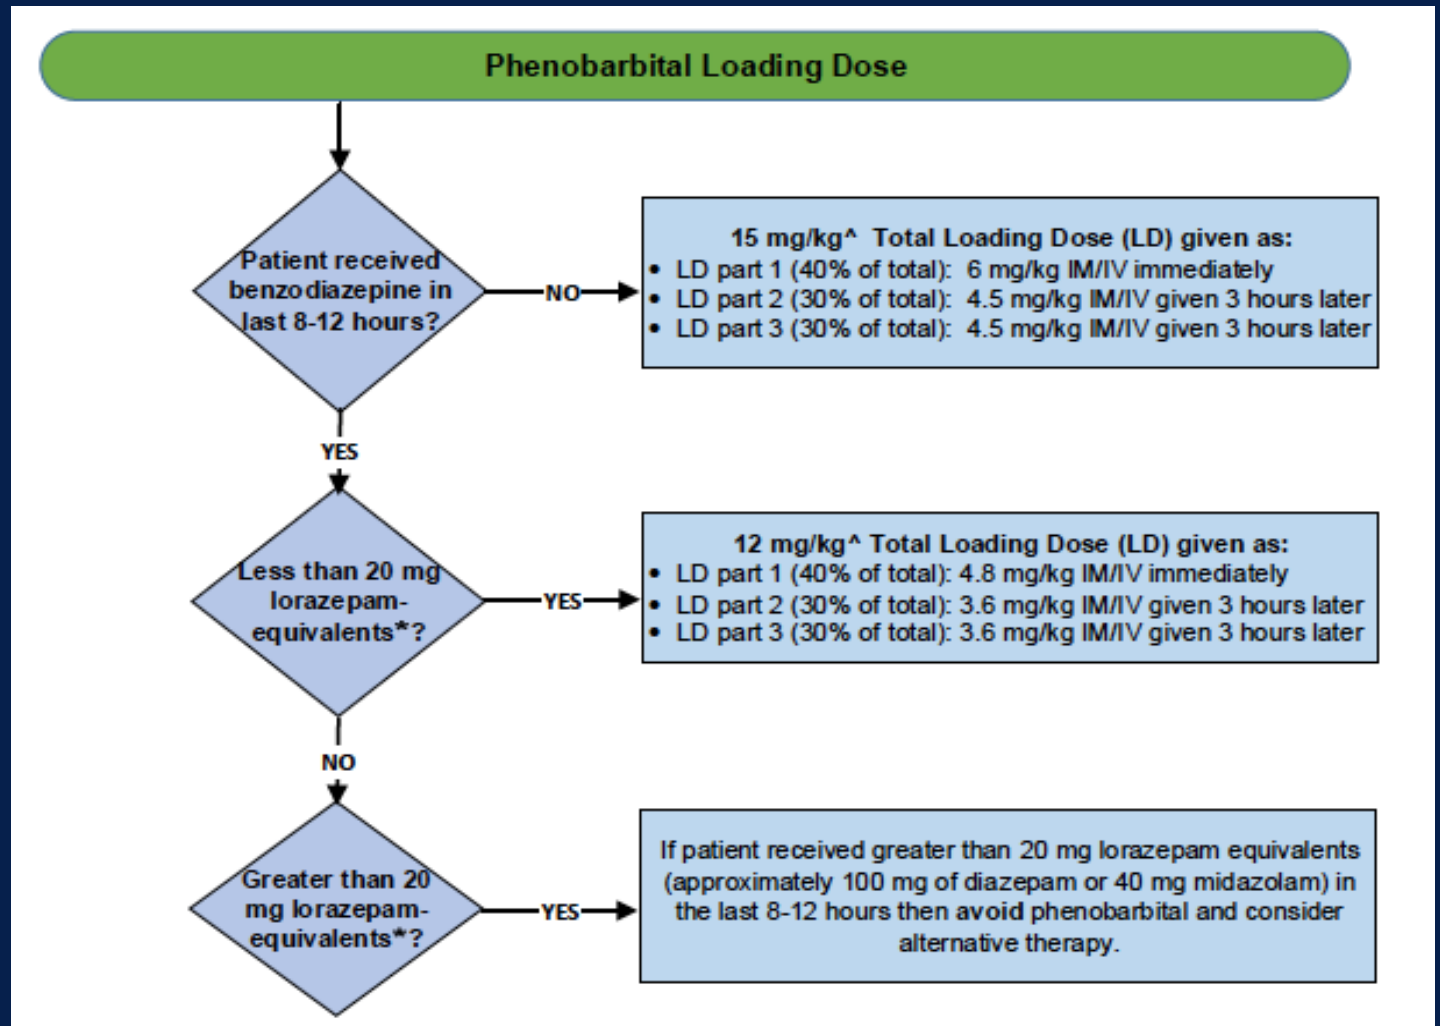 Phenobarbital Loading Dose
Patient received
benzodiazepine in
last 8-12 hours?
NO
15 mg/kg^ Total Loading Dose (LD) given as:
• LD part 1 (40% of total): 6 mg/kg IM/IV immediately
• LD part 2 (30% of total): 4.5 mg/kg IM/IV given 3 hours later
• LD part 3 (30% of total): 4.5 mg/kg IM/IV given 3 hours later
YES
Less than 20 mg
lorazepam-
equivalents*?
YES
12 mg/kg^ Total Loading Dose (LD) given as:
• LD part 1 (40% of total): 4.8 mg/kg IM/IV immediately
• LD part 2 (30% of total): 3.6 mg/kg IM/IV given 3 hours later
• LD part 3 (30% of total): 3.6 mg/kg IM/IV given 3 hours later
NO
Greater than 20
mg lorazepam-
equivalents*?
YES
If patient received greater than 20 mg lorazepam equivalents
(approximately 100 mg of diazepam or 40 mg midazolam) in
the last 8-12 hours then avoid phenobarbital and consider
alternative therapy.